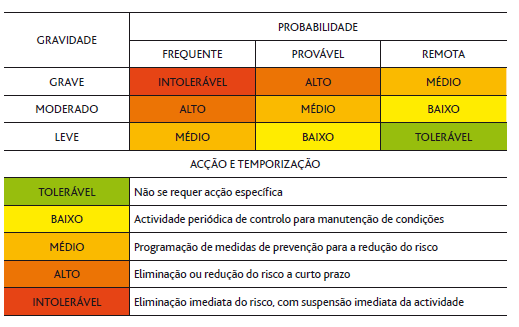 GRAVIDADE
PROBABILIDADE
FREQUENTE PROVÁVEL REMOTA
GRAVE INTOLERÁVEL ALTO MÉDIO
MODERADO ALTO MÉDIO BAIXO
LEVE MÉDIO BAIXO TOLERÁVEL
ACÇÃO E TEMPORIZAÇÃO
TOLERÁVEL Não se requer acção específica
BAIXO Actividade periódica de controlo para manutenção de condições
MÉDIO Programação de medidas de prevenção para a redução do risco
ALTO Eliminação ou redução do risco a curto prazo
INTOLERÁVEL Eliminação imediata do risco, com suspensão imediata da actividade